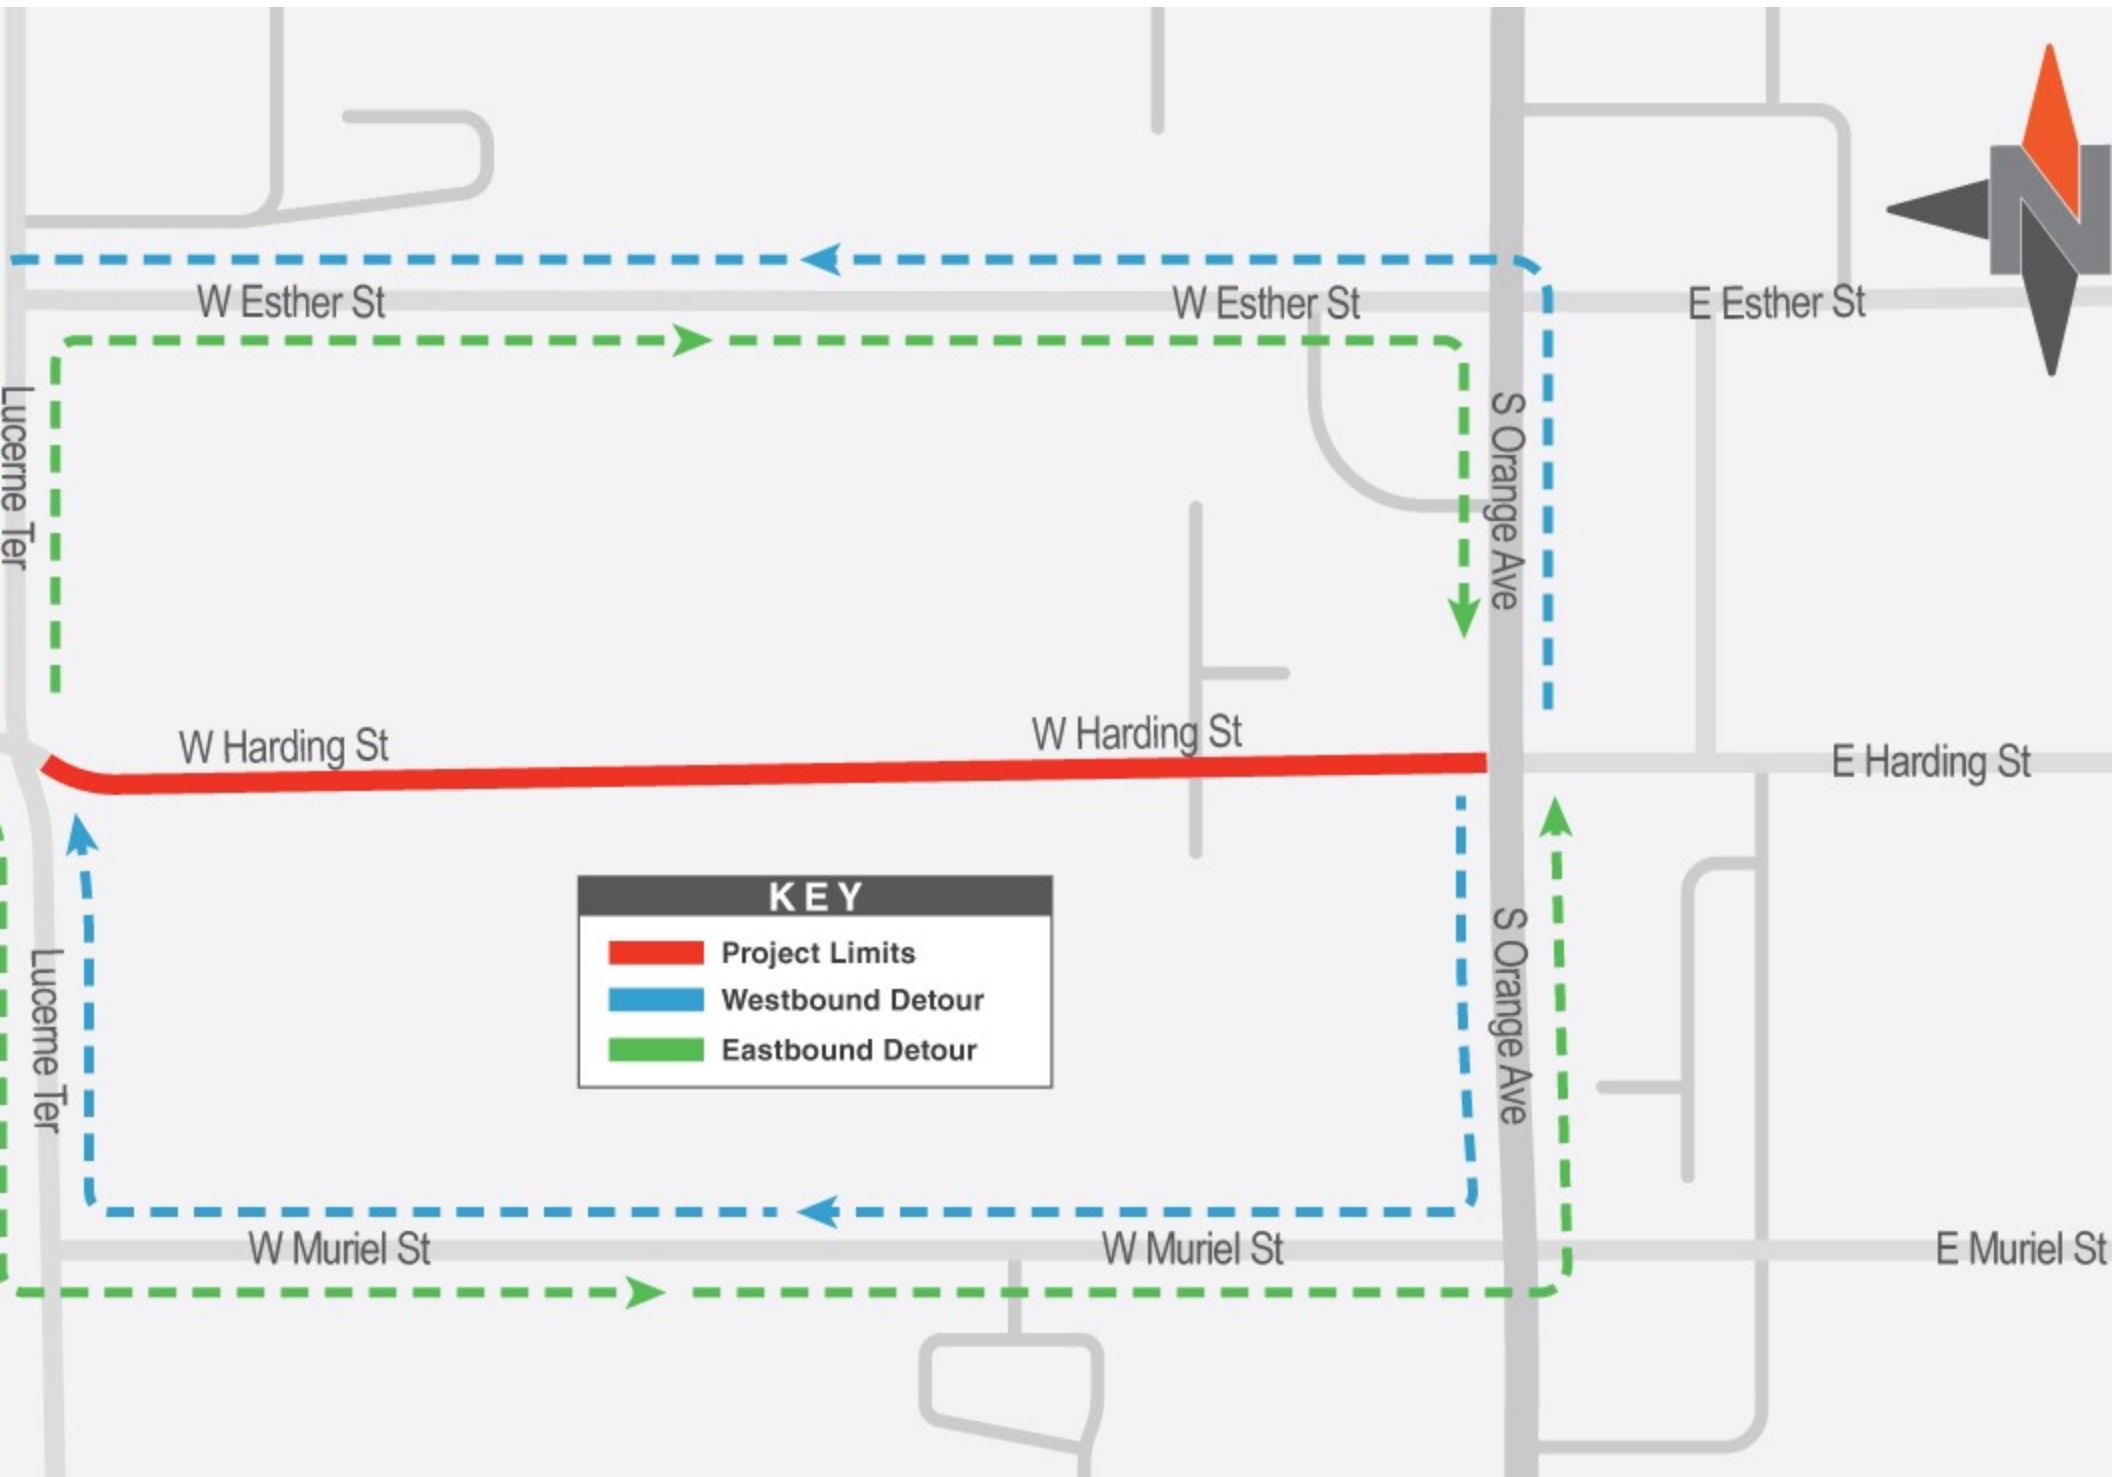 N
W Esther St
W Esther St
E Esther St
Lucerne Ter
S Orange Ave
W Harding St
W Harding St
E Harding St
KEY
Project Limits
Westbound Detour
Eastbound Detour
Lucerne Ter
S Orange Ave
W Muriel St
W Muriel St
E Muriel St